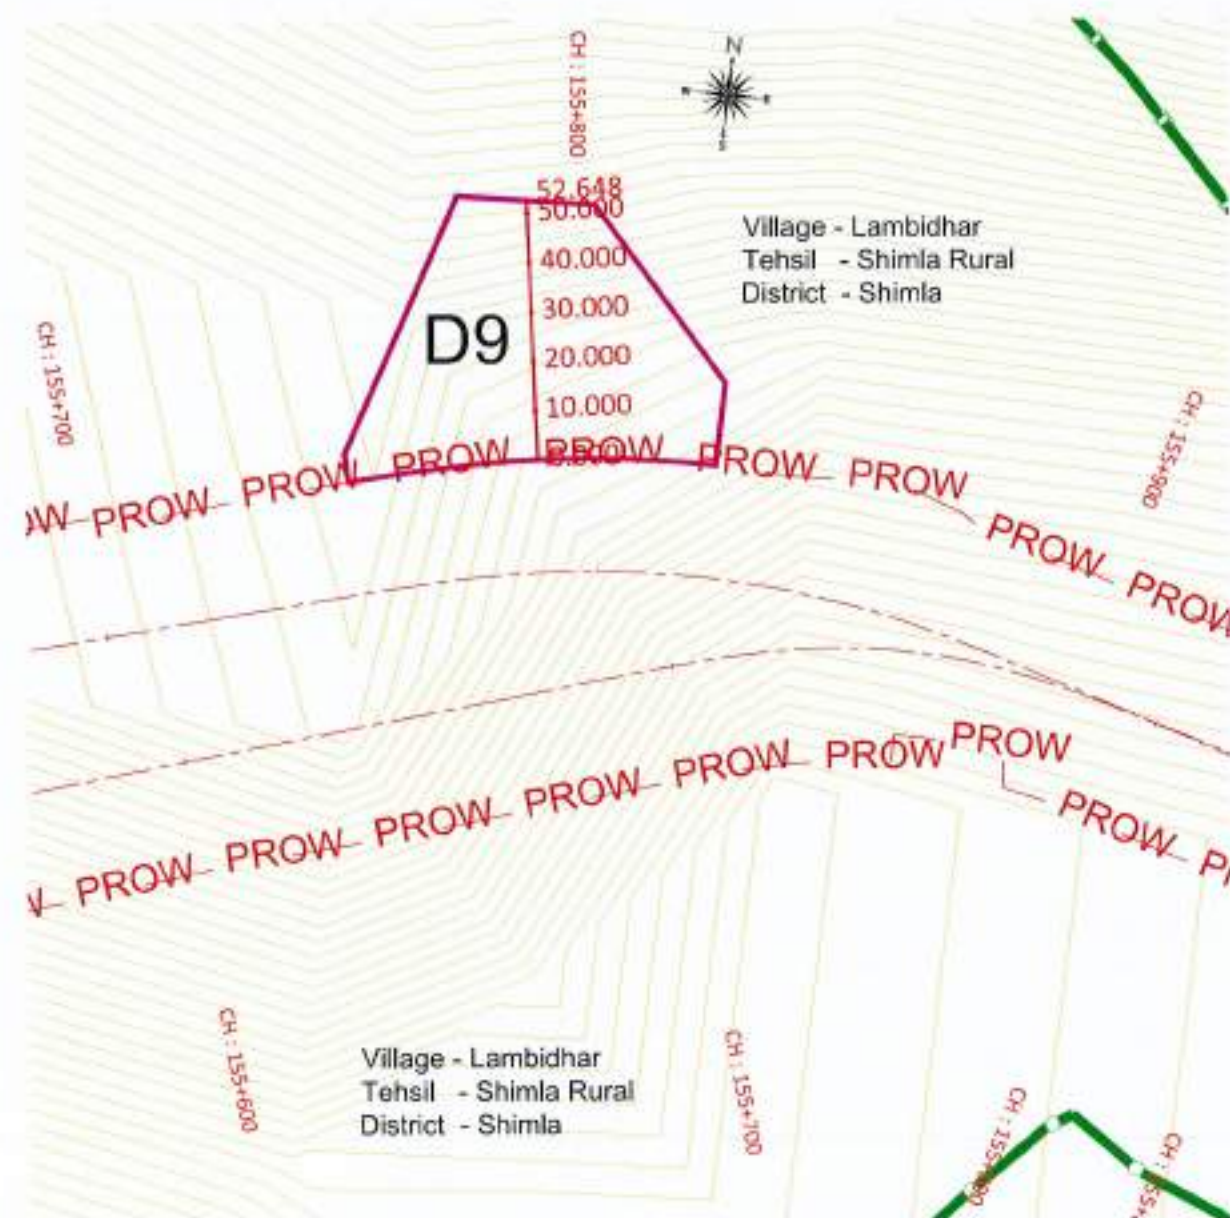 CH : 155+800
N
52.648
50.000
Village - Lambidhar
Tehsil - Shimla Rural
District - Shimla
40.000
30.000
D9
20.000
CH : 155+700
10.000
CH : 155+900
PROW PROW PROW PROW PROW PROW PROW PROW
PROW PROW PROW PROW PROW PROW PROW PROW
CH : 155+600
CH : 155+700
Village - Lambidhar
Tehsil - Shimla Rural
District - Shimla